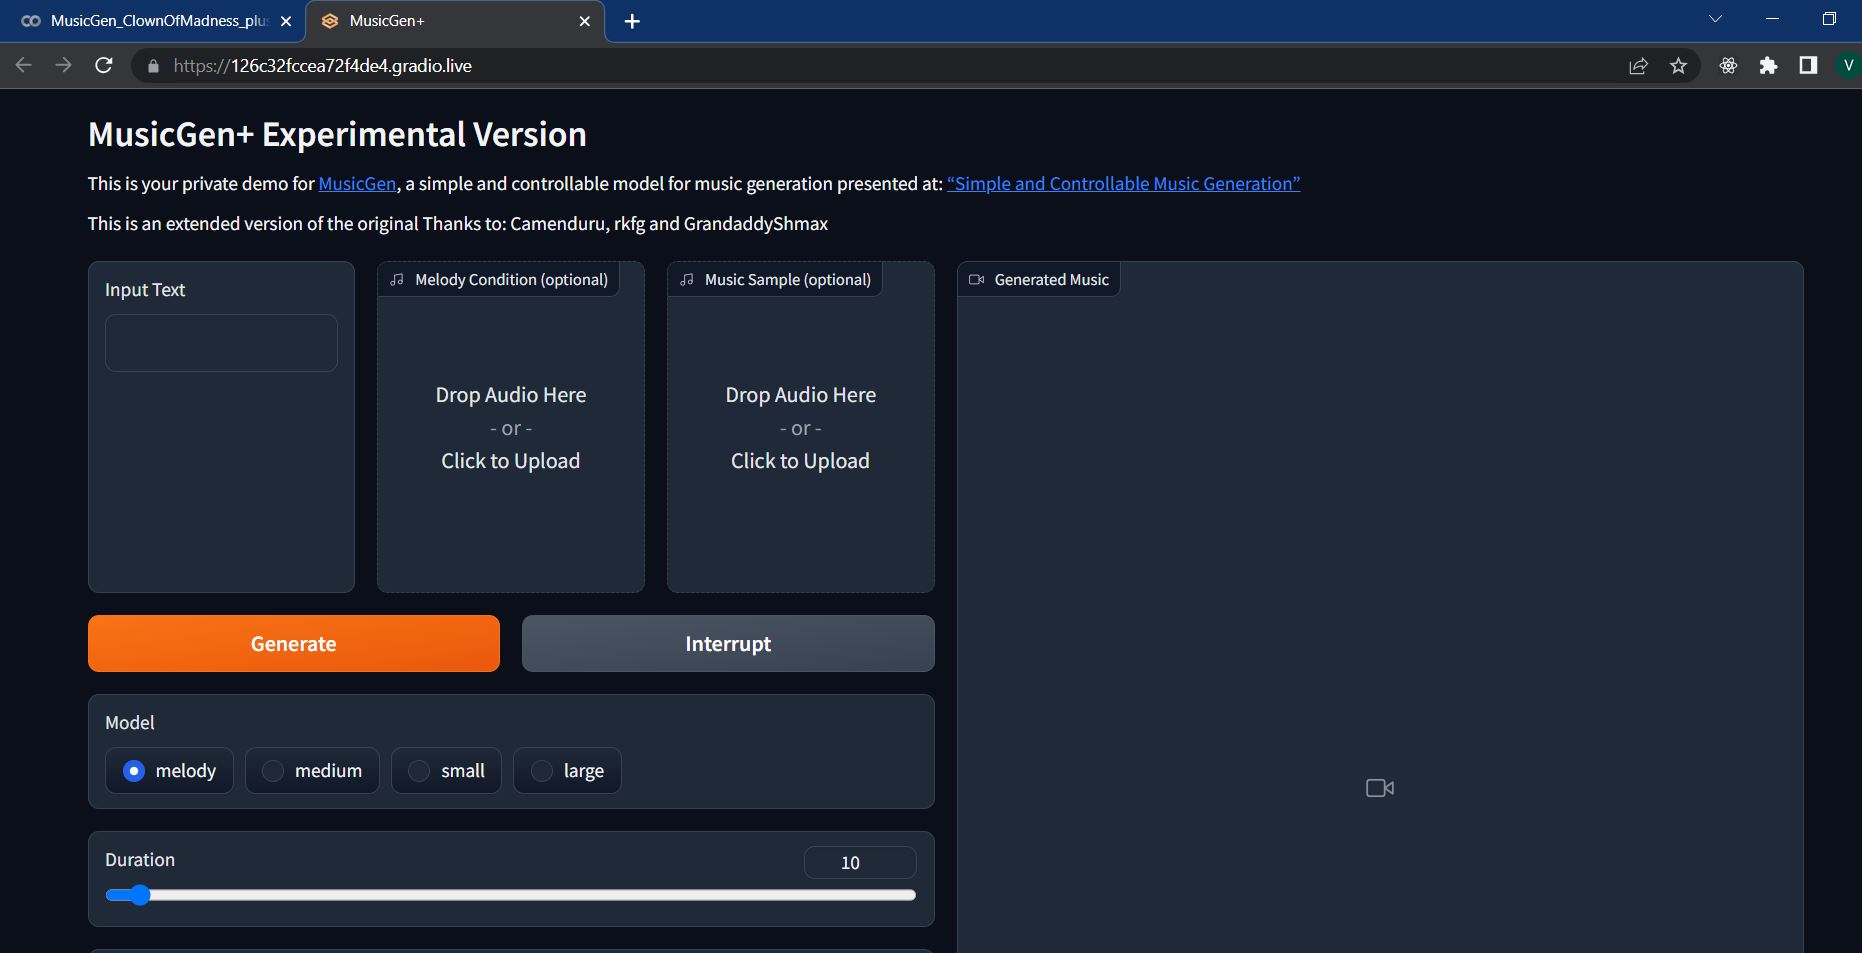 MusicGen_ClownOfMadness_plus
MusicGen+
https://126c32fccea72f4de4.gradio.live
V
MusicGen+ Experimental Version
This is your private demo for MusicGen, a simple and controllable model for music generation presented at: “Simple and Controllable Music Generation”
This is an extended version of the original Thanks to: Camenduru, rkfg and GrandaddyShmax
Input Text
Melody Condition (optional)
Drop Audio Here
- or -
Click to Upload
Music Sample (optional)
Drop Audio Here
- or -
Click to Upload
Generated Music
Generate
Interrupt
Model
melody
medium
small
large
Duration
10